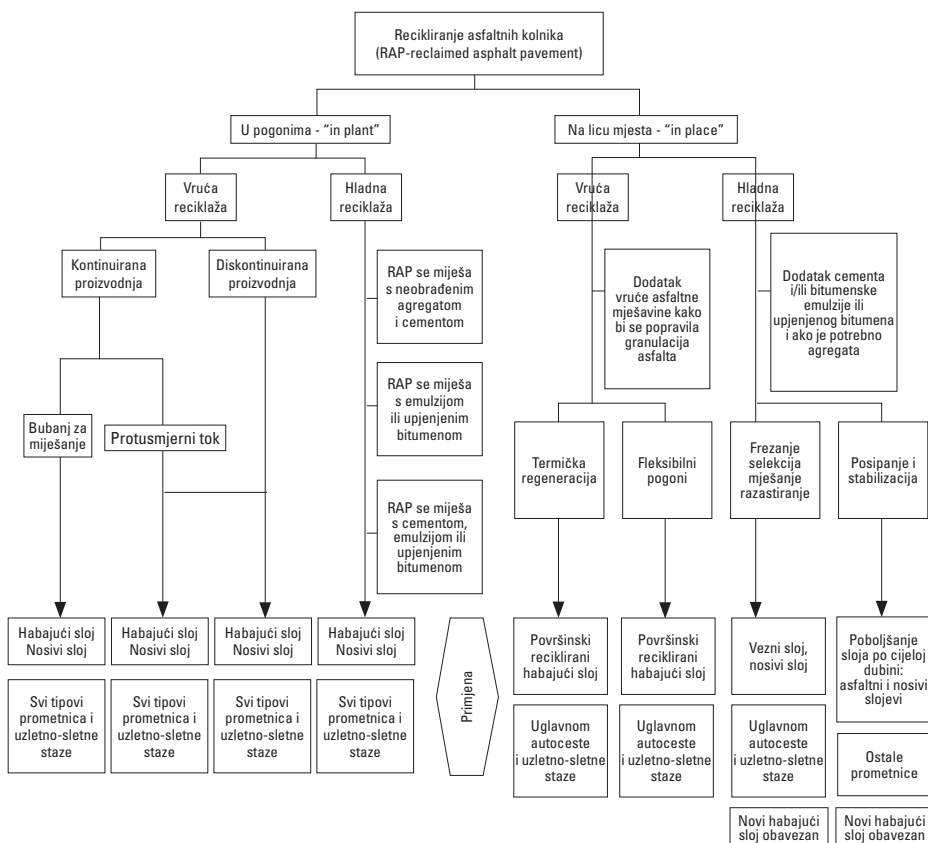 Recikliranje asfaltnih kolnika
(RAP-reclaimed asphalt pavement)
U pogonima - “in plant”
Na licu mjesta - “in place”
Vruća
reciklaža
Hladna
reciklaža
Vruća
reciklaža
Hladna
reciklaža
Kontinuirana
proizvodnja
Diskontinuirana
proizvodnja
RAP se miješa
s neobrađenim
agregatom
i cementom
Dodatak
vruće asfaltne
mješavine kako
bi se popravila
granulacija
asfalta
Dodatak cementa
i/ili bitumenske
emulzije ili
upjenjenog bitumena
i ako je potrebno
agregata
RAP se miješa
s emulzijom
ili upjenjenim
bitumenom
Bubanj za
miješanje
Protusmjerni tok
Termička
regeneracija
Fleksibilni
pogoni
Frezanje
selekcija
mješanje
razastiranje
Posipanje i
stabilizacija
RAP se miješa
s cementom,
emulzijom ili
upjenjenim
bitumenom
Habajući sloj
Nosivi sloj
Habajući sloj
Nosivi sloj
Habajući sloj
Nosivi sloj
Habajući sloj
Nosivi sloj
Primjena
Površinski
reciklirani
habajući sloj
Površinski
reciklirani
habajući sloj
Vezni sloj,
nosivi sloj
Poboljšanje
sloja po cijeloj
dubini:
asfaltni i nosivi
slojevi
Svi tipovi
prometnica i
uzletno-sletne
staze
Svi tipovi
prometnica i
uzletno-sletne
staze
Svi tipovi
prometnica i
uzletno-sletne
staze
Svi tipovi
prometnica i
uzletno-sletne
staze
Uglavnom
autoceste
i uzletno-sletne
staze
Uglavnom
autoceste
i uzletno-sletne
staze
Uglavnom
autoceste
i uzletno-sletne
staze
Ostale
prometnice
Novi habajući
sloj obavezan
Novi habajući
sloj obavezan